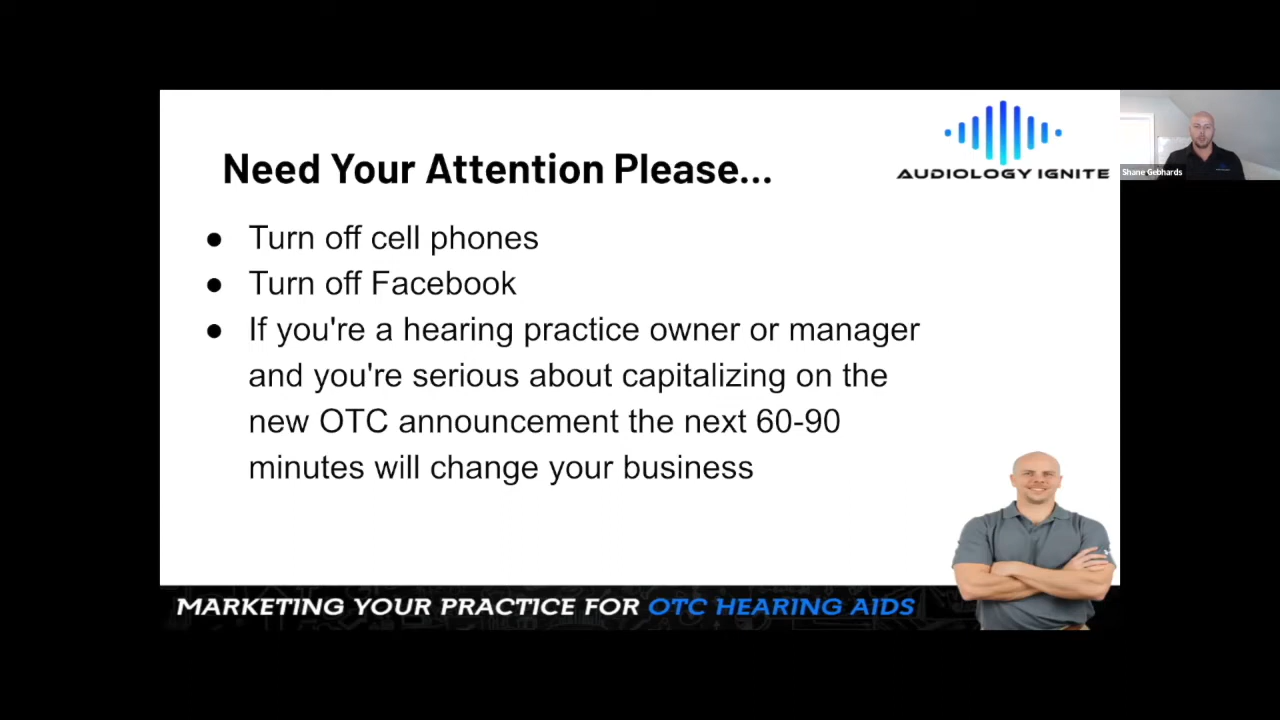 Need Your Attention Please...
AUDIOLOGY IGNITE
Shane Gebhards
● Turn off cell phones
● Turn off Facebook
● If you're a hearing practice owner or manager
and you're serious about capitalizing on the
new OTC announcement the next 60-90
minutes will change your business
MARKETING YOUR PRACTICE FOR OTC HEARING AIDS